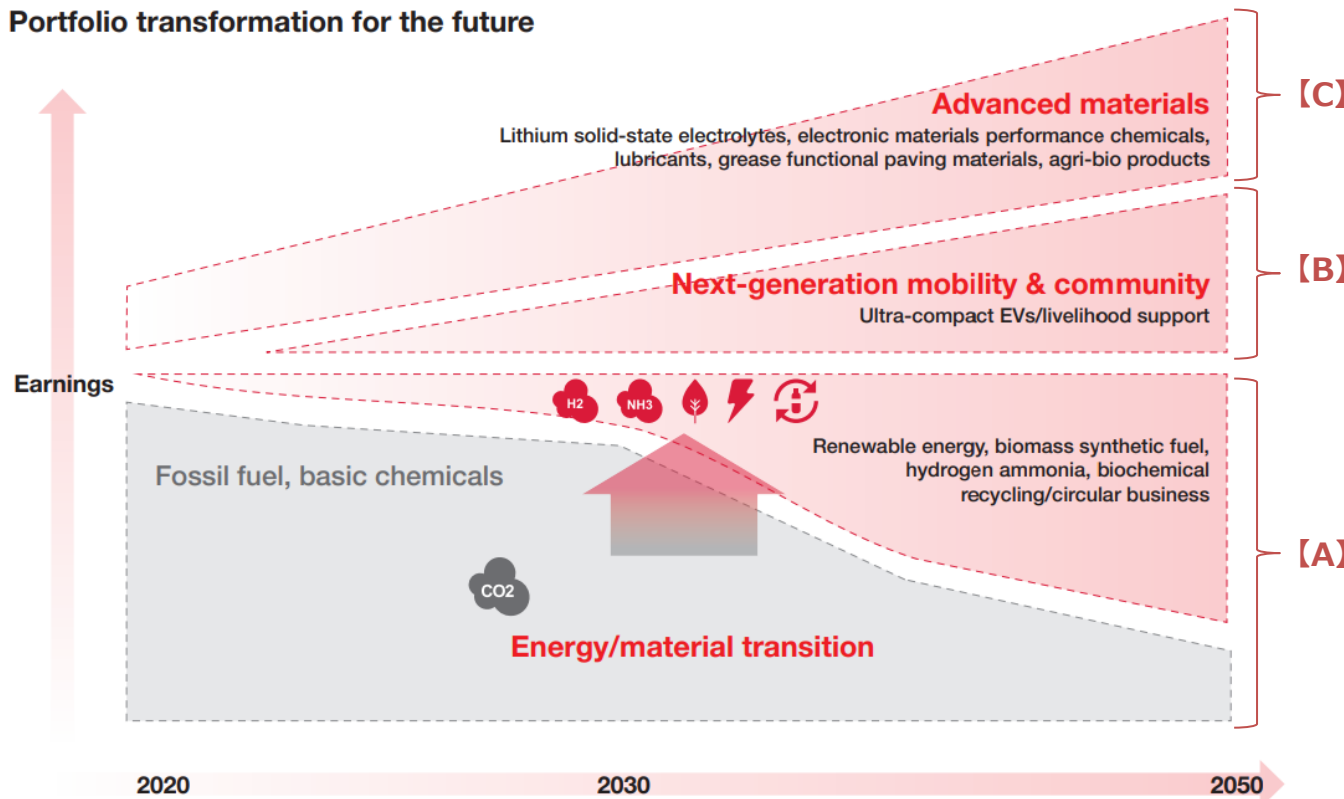 Portfolio transformation for the future
Advanced materials
Lithium solid-state electrolytes, electronic materials performance chemicals,
lubricants, grease functional paving materials, agri-bio products
【C】
Next-generation mobility & community
Ultra-compact EVs/livelihood support
【B】
Earnings
H2
NH3
Renewable energy, biomass synthetic fuel,
hydrogen ammonia, biochemical
recycling/circular business
Fossil fuel, basic chemicals
【A】
CO2
Energy/material transition
2020
2030
2050